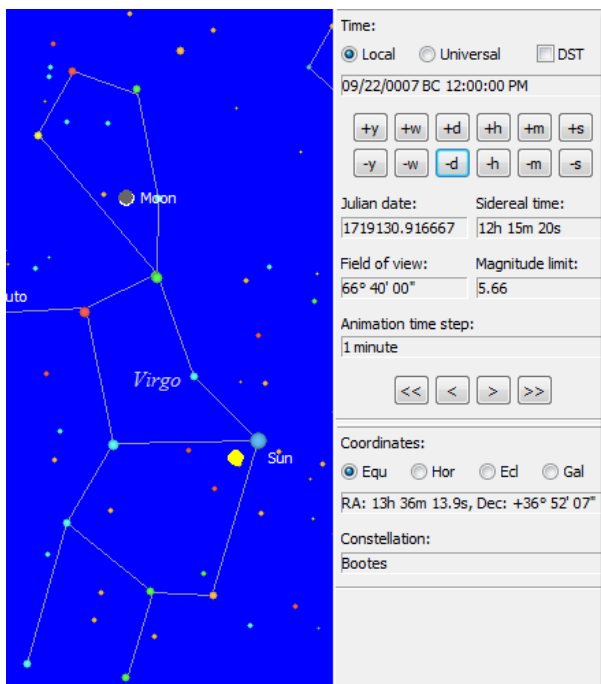 Moon
uto
Virgo
Sun
Time:
Local Universal DST
09/22/0007 BC 12:00:00 PM
+y +w +d +h +m +s
-y -w -d -h -m -s
Julian date: Sidereal time:
1719130.916667 12h 15m 20s
Field of view: Magnitude limit:
66° 40' 00" 5.66
Animation time step:
1 minute
<< < > >>
Coordinates:
Equ Hor Ecl Gal
RA: 13h 36m 13.9s, Dec: +36° 52' 07"
Constellation:
Bootes